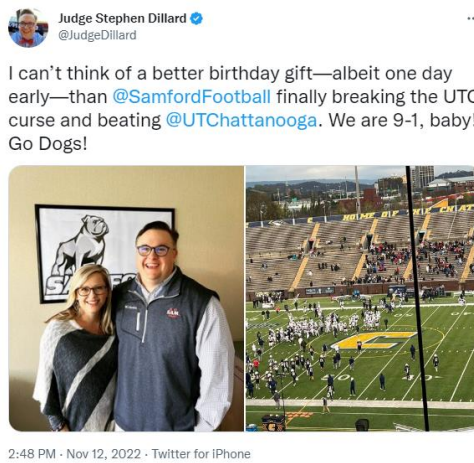 Judge Stephen Dillard
@JudgeDillard
I can't think of a better birthday gift—albeit one day
early—than @SamfordFootball finally breaking the UTC
curse and beating @UTChattanooga. We are 9-1, baby!
Go Dogs!
2:48 PM · Nov 12, 2022 · Twitter for iPhone